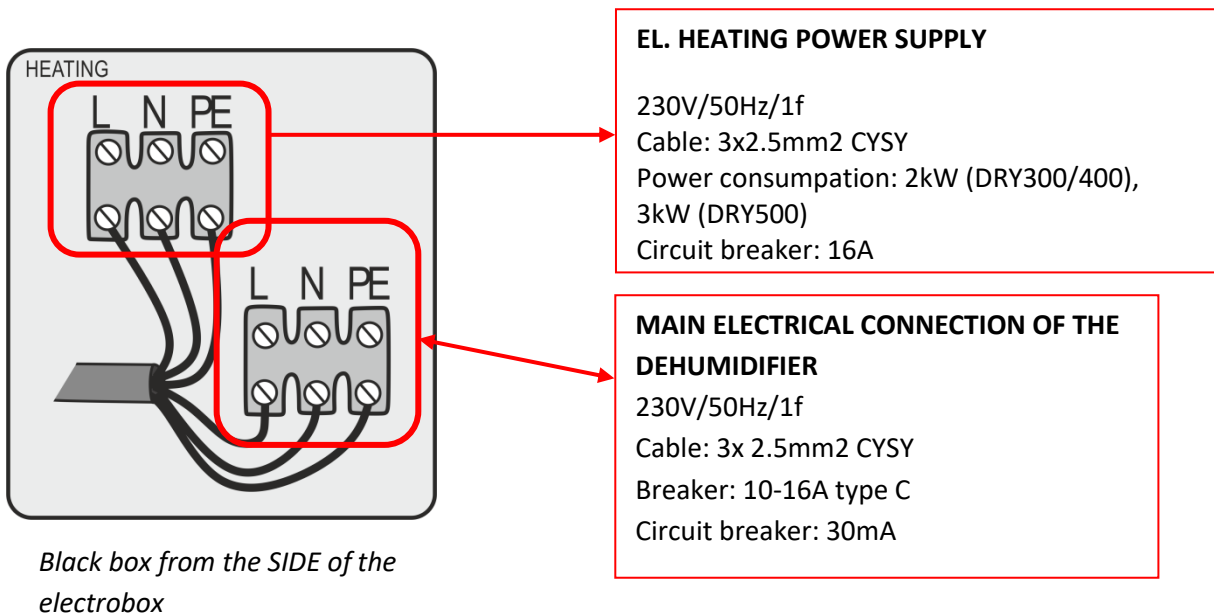 HEATING
L N PE
L N PE
Black box from the SIDE of the
electrobox
EL. HEATING POWER SUPPLY
230V/50Hz/1f
Cable: 3x2.5mm2 CYSY
Power consumpation: 2kW (DRY300/400),
3kW (DRY500)
Circuit breaker: 16A
MAIN ELECTRICAL CONNECTION OF THE
DEHUMIDIFIER
230V/50Hz/1f
Cable: 3x 2.5mm2 CYSY
Breaker: 10-16A type C
Circuit breaker: 30mA